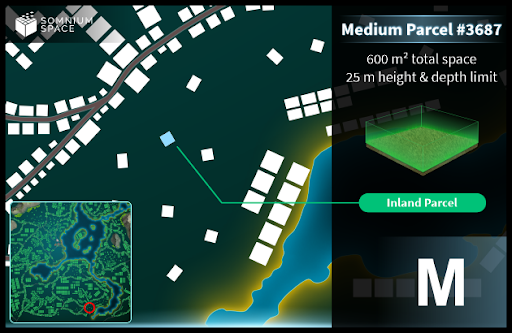 SOMNIUM
SPACE
Medium Parcel #3687
600 m² total space
25 m height & depth limit
Inland Parcel
M